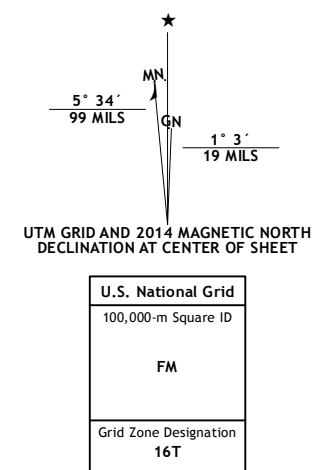 ★
MN
GN
5° 34´
99 MILS
1° 3´
19 MILS
UTM GRID AND 2014 MAGNETIC NORTH
DECLINATION AT CENTER OF SHEET
U.S. National Grid
100,000-m Square ID
FM
Grid Zone Designation
16T